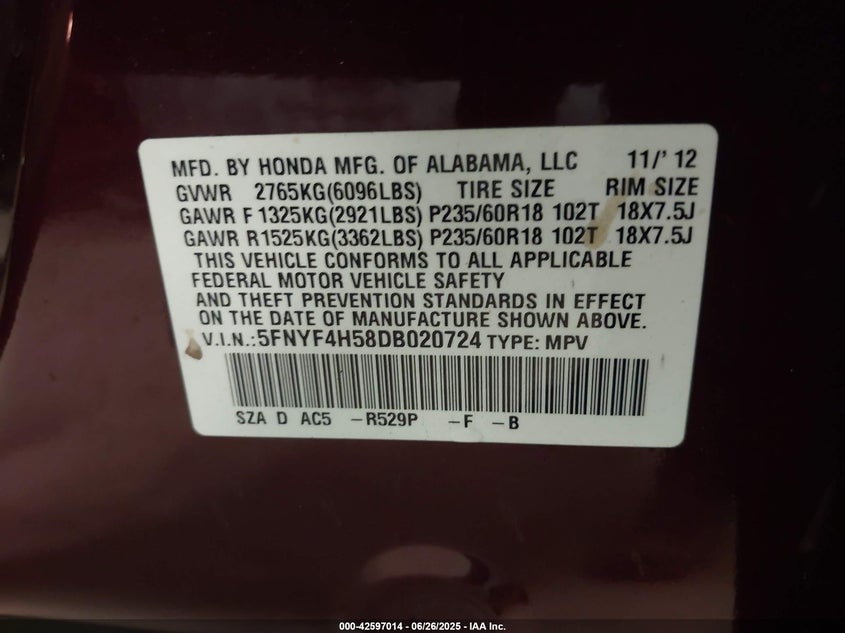 MFD. BY HONDA MFG. OF ALABAMA, LLC 11/' 12
GVWR 2765KG(6096LBS) TIRE SIZE RIM SIZE
GAWR F 1325KG(2921LBS) P235/60R18 102T 18X7.5J
GAWR R1525KG(3362LBS) P235/60R18 102T 18X7.5J
THIS VEHICLE CONFORMS TO ALL APPLICABLE
FEDERAL MOTOR VEHICLE SAFETY
AND THEFT PREVENTION STANDARDS IN EFFECT
ON THE DATE OF MANUFACTURE SHOWN ABOVE.
V.I.N.:5FNYF4H58DB020724 TYPE: MPV
SZA D AC5 -R529P -F -B
000-42597014 - 06/26/2025 - IAA Inc.